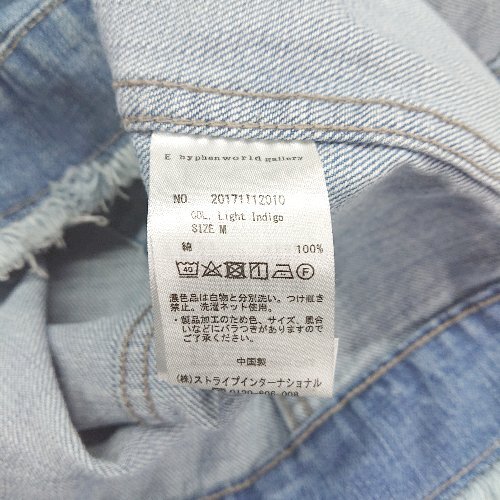 E hyphen world gallery
NO 20171112010
COL. Light Indigo
SIZE M
綿 100%
40 F
濃色品は白物と分別洗い。つけ置き
禁止。洗濯ネット使用。
・製品加工のため色、サイズ、風合
いなどにバラつきがありますので
ご了承ください。
中国製
(株)ストライプインターナショナル